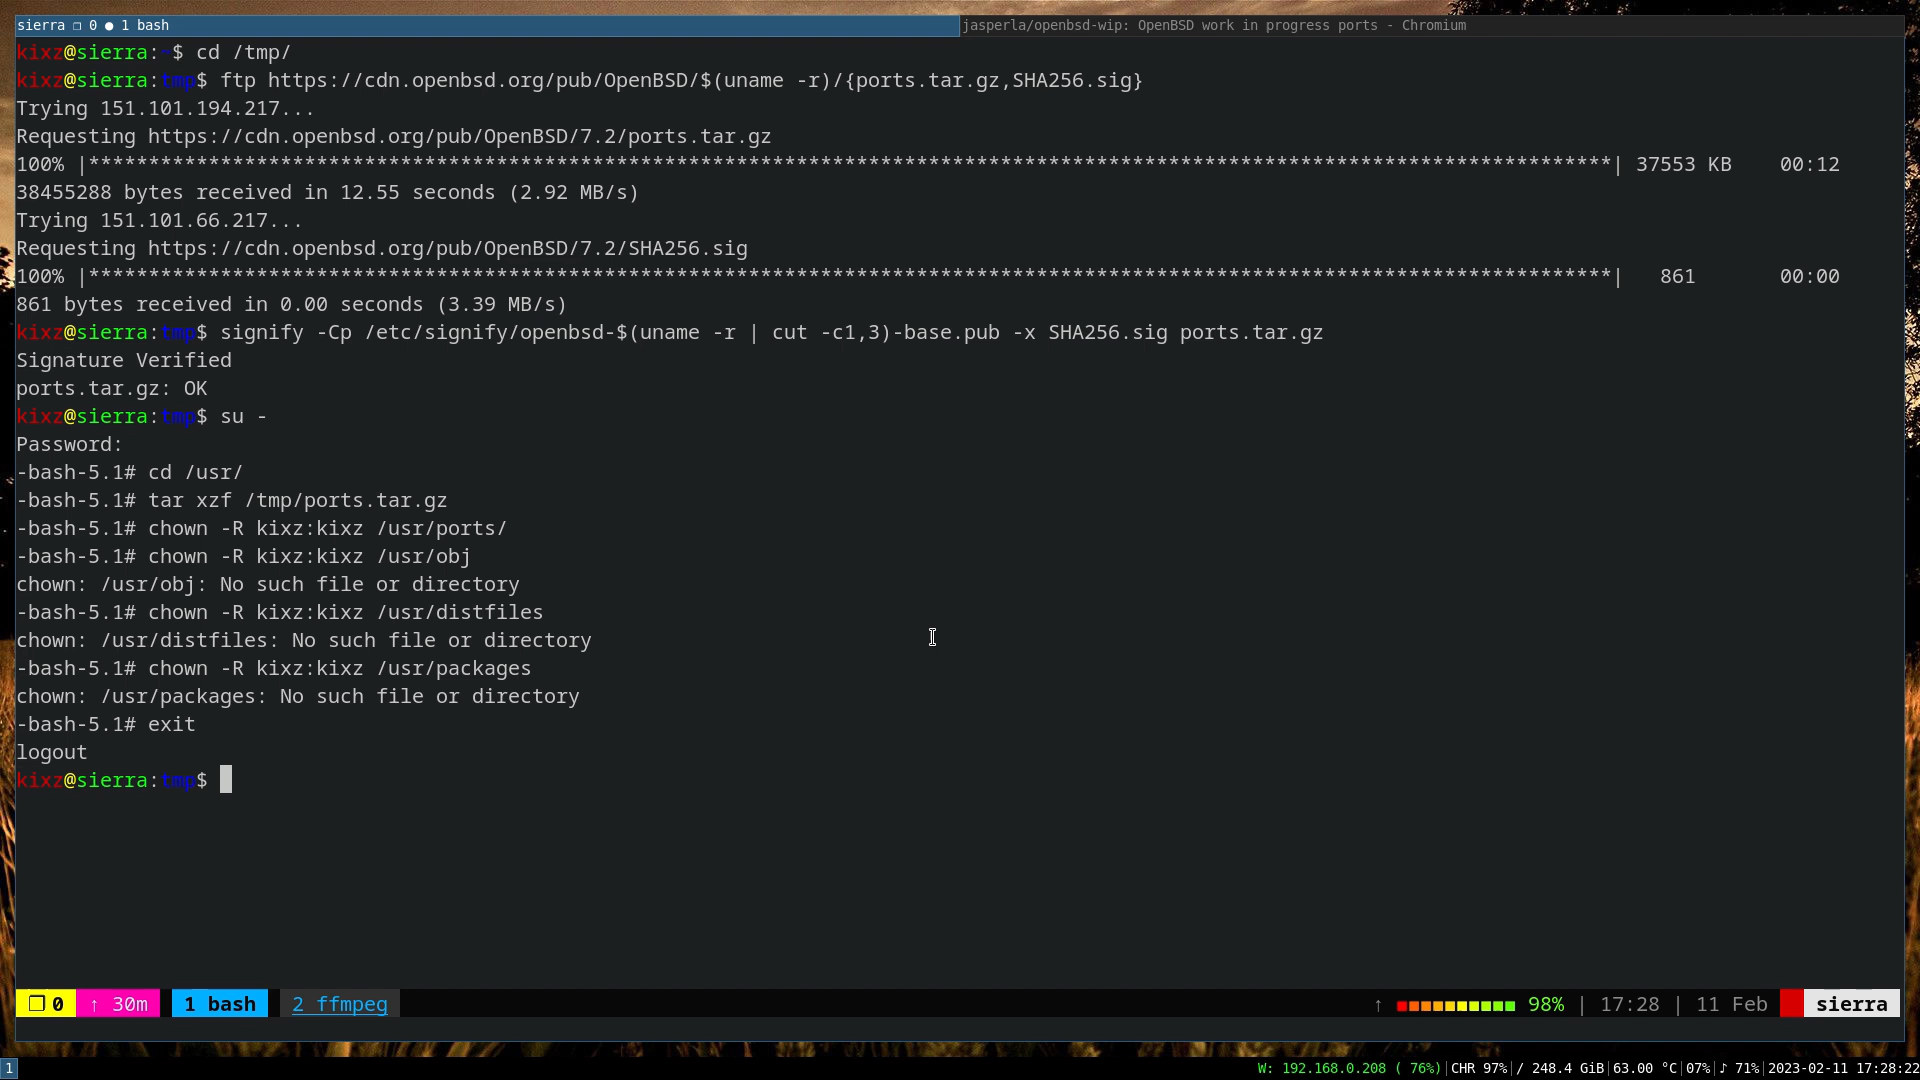 sierra ❐ 0 ● 1 bash
jasperla/openbsd-wip: OpenBSD work in progress ports - Chromium
kixz@sierra:~$ cd /tmp/
kixz@sierra:tmp$ ftp https://cdn.openbsd.org/pub/OpenBSD/$(uname -r)/{ports.tar.gz,SHA256.sig}
Trying 151.101.194.217...
Requesting https://cdn.openbsd.org/pub/OpenBSD/7.2/ports.tar.gz
100% |*******************************************************************************************************************************| 37553 KB    00:12
38455288 bytes received in 12.55 seconds (2.92 MB/s)
Trying 151.101.66.217...
Requesting https://cdn.openbsd.org/pub/OpenBSD/7.2/SHA256.sig
100% |*******************************************************************************************************************************|   861       00:00
861 bytes received in 0.00 seconds (3.39 MB/s)
kixz@sierra:tmp$ signify -Cp /etc/signify/openbsd-$(uname -r | cut -c1,3)-base.pub -x SHA256.sig ports.tar.gz
Signature Verified
ports.tar.gz: OK
kixz@sierra:tmp$ su -
Password:
-bash-5.1# cd /usr/
-bash-5.1# tar xzf /tmp/ports.tar.gz
-bash-5.1# chown -R kixz:kixz /usr/ports/
-bash-5.1# chown -R kixz:kixz /usr/obj
chown: /usr/obj: No such file or directory
-bash-5.1# chown -R kixz:kixz /usr/distfiles
chown: /usr/distfiles: No such file or directory
-bash-5.1# chown -R kixz:kixz /usr/packages
chown: /usr/packages: No such file or directory
-bash-5.1# exit
logout
kixz@sierra:tmp$
❐ 0 ↑ 30m 1 bash 2 ffmpeg ↑ ■■■■■■■■■■ 98% | 17:28 | 11 Feb sierra
1 W: 192.168.0.208 ( 76%)|CHR 97%|/ 248.4 GiB|63.00 °C|07%|♪ 71%|2023-02-11 17:28:22